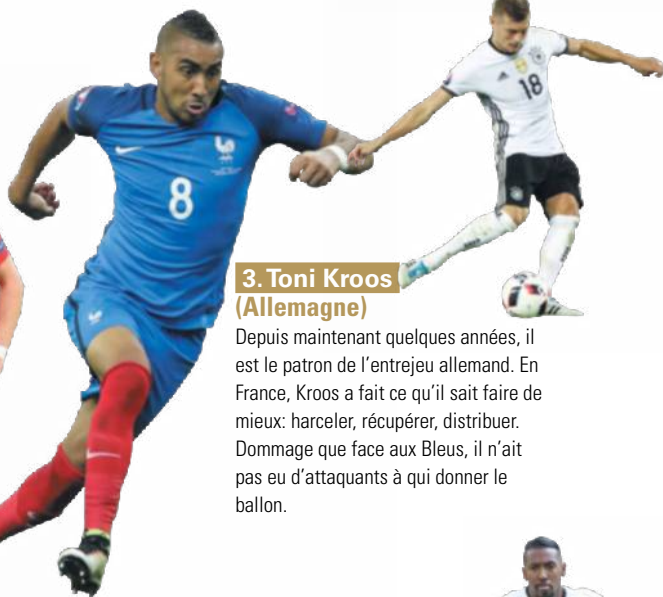 8
18
3. Toni Kroos
(Allemagne)
Depuis maintenant quelques années, il
est le patron de l’entrejeu allemand. En
France, Kroos a fait ce qu’il sait faire de
mieux: harceler, récupérer, distribuer.
Dommage que face aux Bleus, il n’ait
pas eu d’attaquants à qui donner le
ballon.